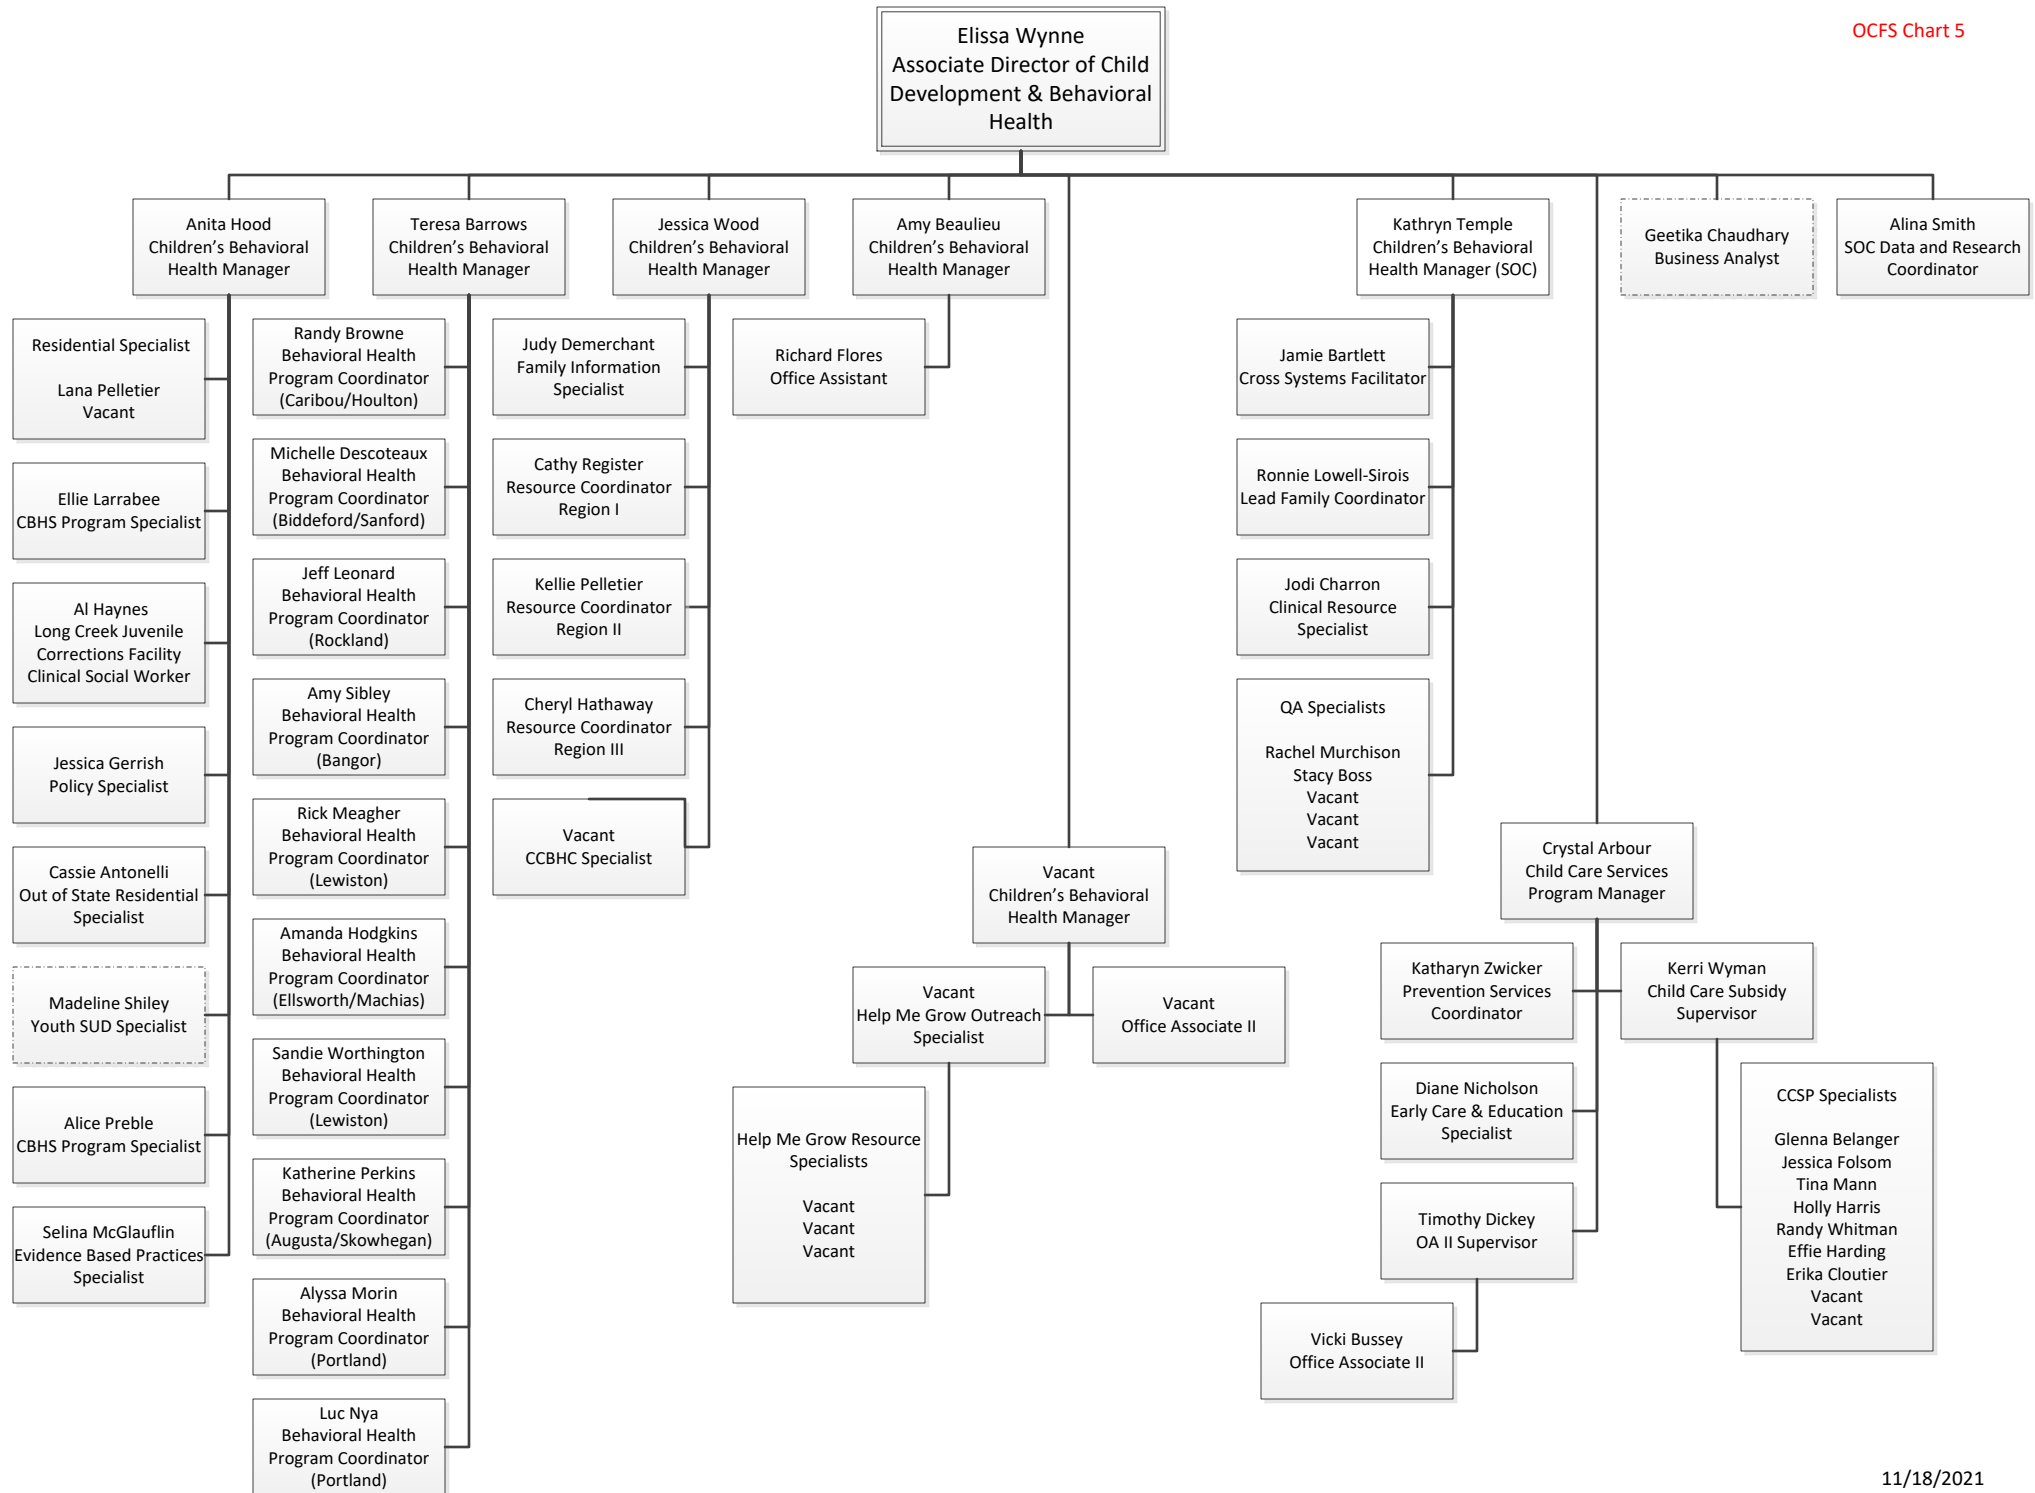 OCFS Chart 5
Elissa Wynne
Associate Director of Child
Development & Behavioral
Health
Anita Hood
Children's Behavioral
Health Manager
Teresa Barrows
Children's Behavioral
Health Manager
Jessica Wood
Children's Behavioral
Health Manager
Amy Beaulieu
Children's Behavioral
Health Manager
Kathryn Temple
Children's Behavioral
Health Manager (SOC)
Geetika Chaudhary
Business Analyst
Alina Smith
SOC Data and Research
Coordinator
Residential Specialist
Lana Pelletier
Vacant
Ellie Larrabee
CBHS Program Specialist
Al Haynes
Long Creek Juvenile
Corrections Facility
Clinical Social Worker
Jessica Gerrish
Policy Specialist
Cassie Antonelli
Out of State Residential
Specialist
Madeline Shiley
Youth SUD Specialist
Alice Preble
CBHS Program Specialist
Selina McGlauflin
Evidence Based Practices
Specialist
Randy Browne
Behavioral Health
Program Coordinator
(Caribou/Houlton)
Michelle Descoteaux
Behavioral Health
Program Coordinator
(Biddeford/Sanford)
Jeff Leonard
Behavioral Health
Program Coordinator
(Rockland)
Amy Sibley
Behavioral Health
Program Coordinator
(Bangor)
Rick Meagher
Behavioral Health
Program Coordinator
(Lewiston)
Amanda Hodgkins
Behavioral Health
Program Coordinator
(Ellsworth/Machias)
Sandie Worthington
Behavioral Health
Program Coordinator
(Lewiston)
Katherine Perkins
Behavioral Health
Program Coordinator
(Augusta/Skowhegan)
Alyssa Morin
Behavioral Health
Program Coordinator
(Portland)
Luc Nya
Behavioral Health
Program Coordinator
(Portland)
Judy Demerchant
Family Information
Specialist
Cathy Register
Resource Coordinator
Region I
Kellie Pelletier
Resource Coordinator
Region II
Cheryl Hathaway
Resource Coordinator
Region III
Vacant
CCBHC Specialist
Richard Flores
Office Assistant
Vacant
Children's Behavioral
Health Manager
Vacant
Help Me Grow Outreach
Specialist
Vacant
Office Associate II
Help Me Grow Resource
Specialists
Vacant
Vacant
Vacant
Jamie Bartlett
Cross Systems Facilitator
Ronnie Lowell-Sirois
Lead Family Coordinator
Jodi Charron
Clinical Resource
Specialist
QA Specialists
Rachel Murchison
Stacy Boss
Vacant
Vacant
Vacant
Crystal Arbour
Child Care Services
Program Manager
Katharyn Zwicker
Prevention Services
Coordinator
Kerri Wyman
Child Care Subsidy
Supervisor
Diane Nicholson
Early Care & Education
Specialist
Timothy Dickey
OA II Supervisor
Vicki Bussey
Office Associate II
CCSP Specialists
Glenna Belanger
Jessica Folsom
Tina Mann
Holly Harris
Randy Whitman
Effie Harding
Erika Cloutier
Vacant
Vacant
11/18/2021